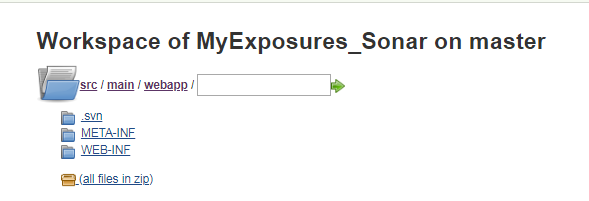 Workspace of MyExposures_Sonar on master
src / main / webapp /
.svn
META-INF
WEB-INF
(all files in zip)